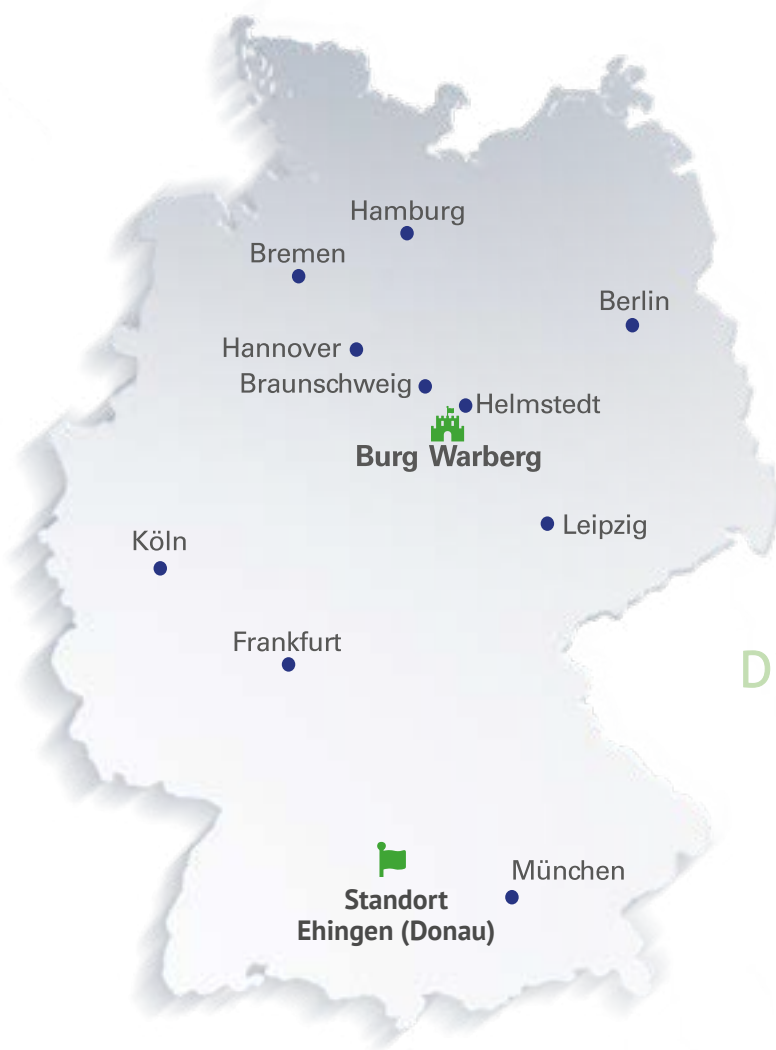 Hamburg
Bremen
Berlin
Hannover
Braunschweig
Helmstedt
Burg Warberg
Leipzig
Köln
Frankfurt
D
München
Standort
Ehingen (Donau)